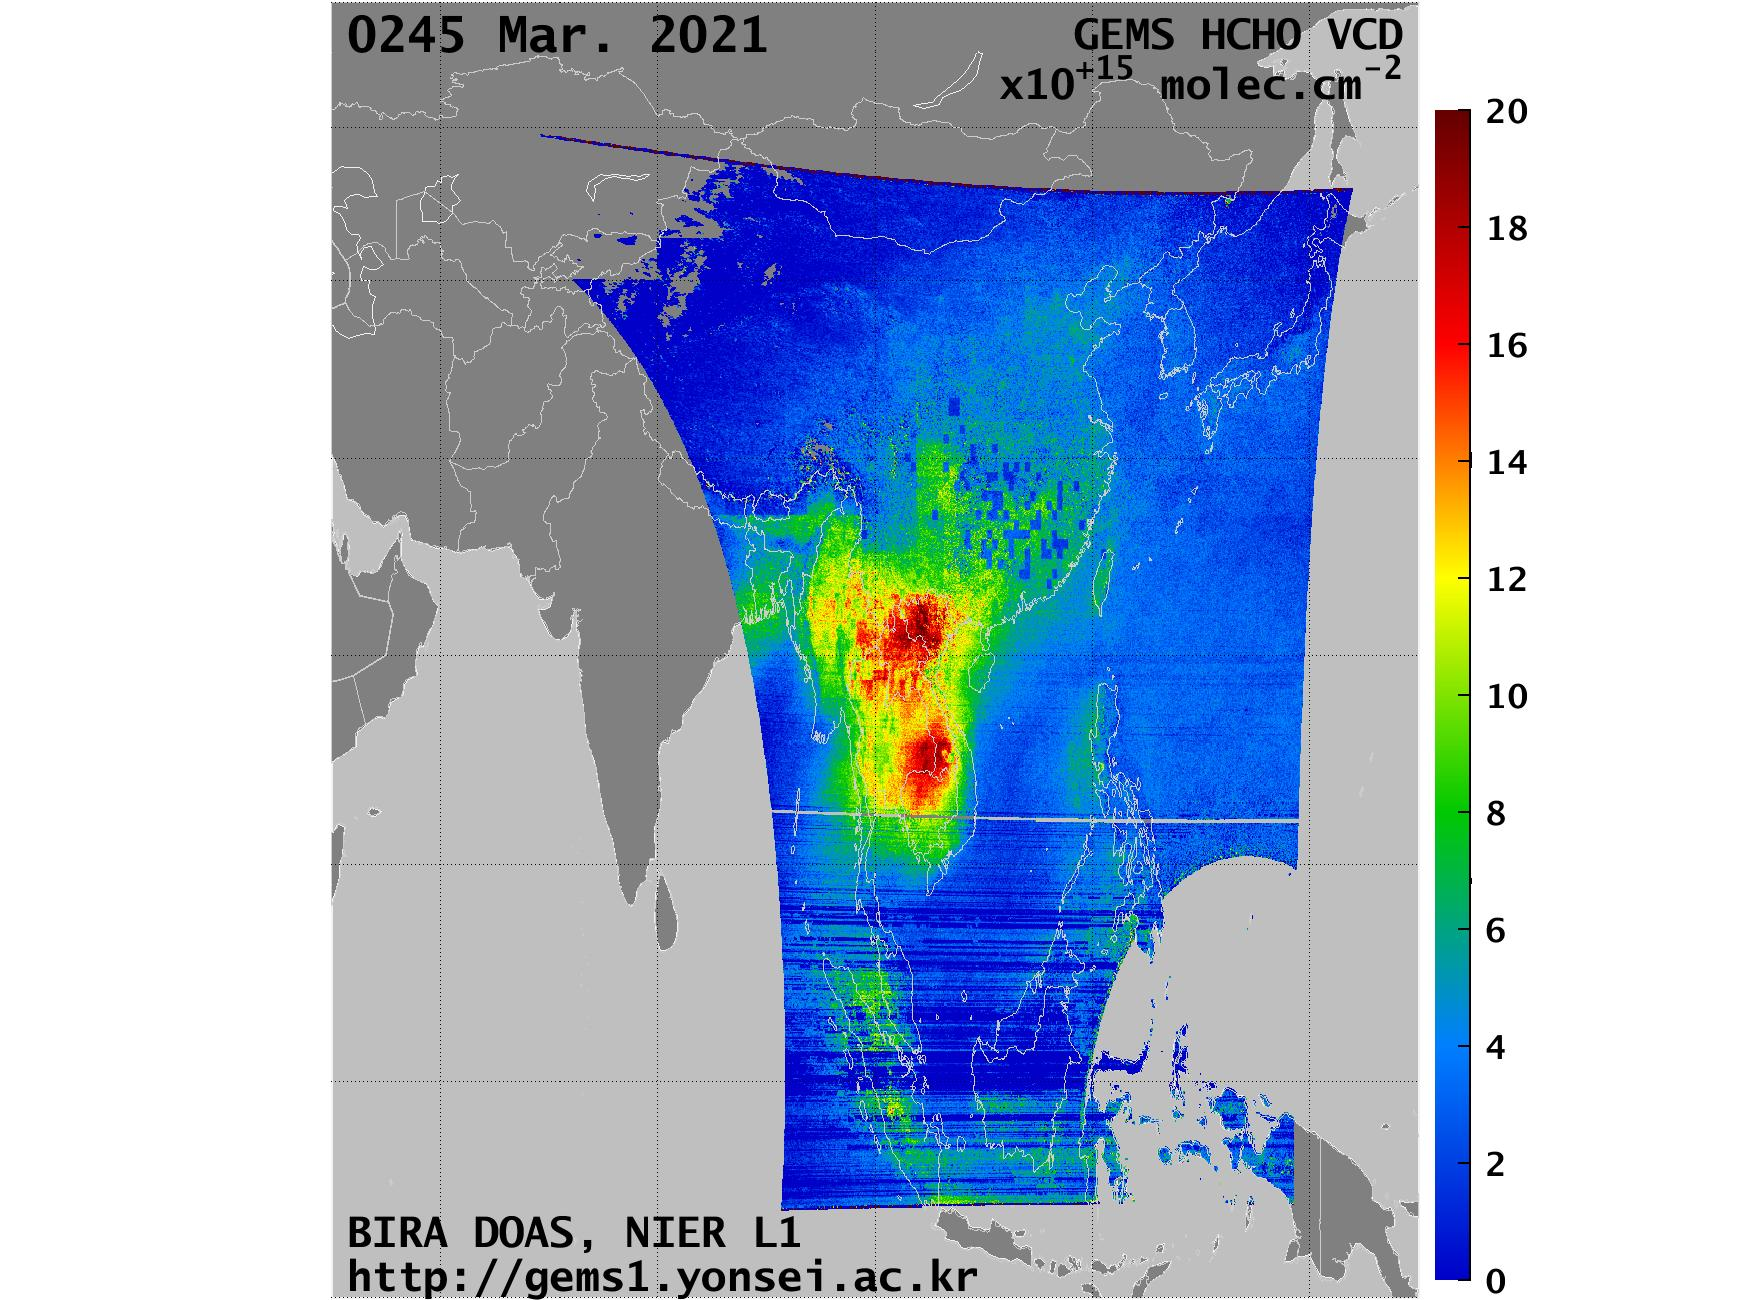 0245 Mar. 2021
GEMS HCHO VCD
x10+15 molec.cm-2
20
18
16
14
12
10
8
6
4
2
0
BIRA DOAS, NIER L1
http://gems1.yonsei.ac.kr